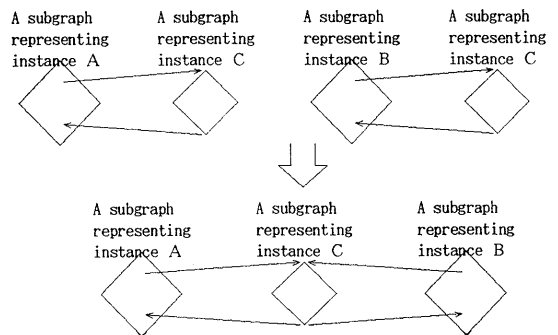 A subgraph
representing
instance A
A subgraph
representing
instance C
A subgraph
representing
instance B
A subgraph
representing
instance C
A subgraph
representing
instance A
A subgraph
representing
instance C
A subgraph
representing
instance B